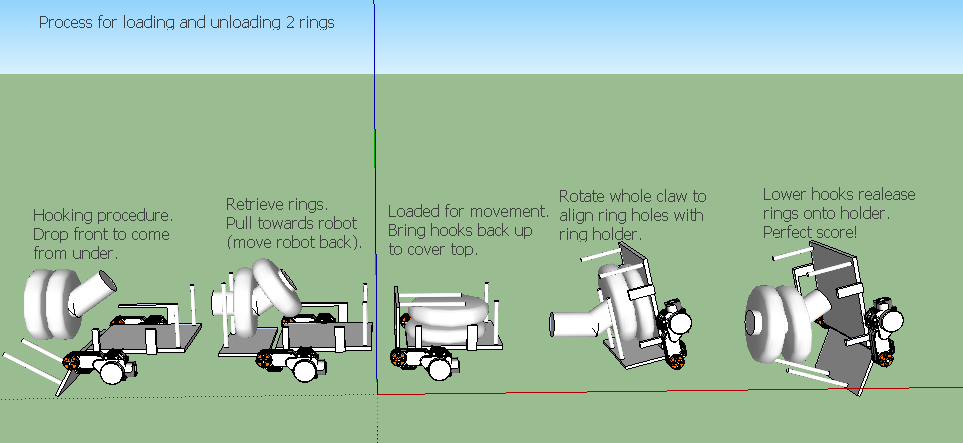 Process for loading and unloading 2 rings
Hooking procedure.
Drop front to come
from under.
Retrieve rings.
Pull towards robot
(move robot back).
Loaded for movement.
Bring hooks back up
to cover top.
Rotate whole claw to
align ring holes with
ring holder.
Lower hooks realease
rings onto holder.
Perfect score!